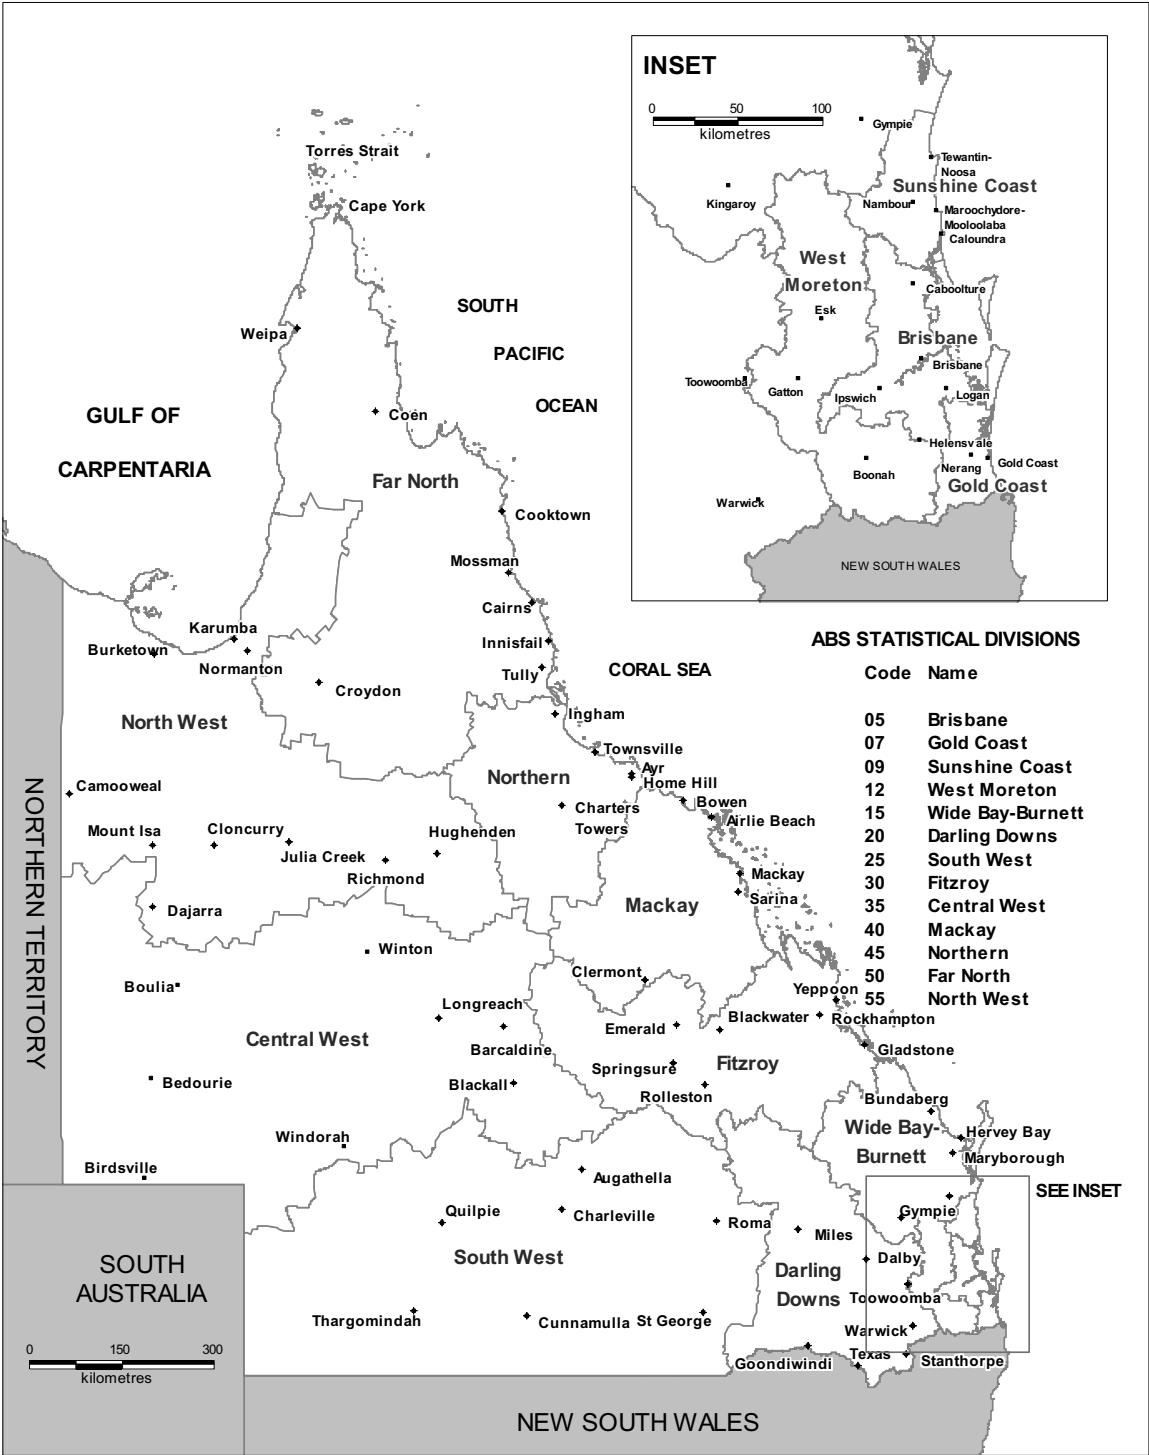 INSET
0 50 100
kilometres
Gympie
Tewantin-
Noosa
Sunshine Coast
Kingaroy
Nambour
Maroochydore-
Mooloolaba
Caloundra
West
Moreton
Caboolture
Esk
Brisbane
Brisbane
Toowoomba
Gatton
Ipswich
Logan
Helensvale
Boonah
Nerang
Gold Coast
Gold Coast
Warwick
NEW SOUTH WALES
Torres Strait
Cape York
SOUTH
PACIFIC
OCEAN
Weipa
GULF OF
CARPENTARIA
Coen
Far North
Cooktown
Mossman
Cairns
Karumba
Burketown
Normanton
Innisfail
Tully
CORAL SEA
Croydon
North West
Ingham
Townsville
Northern
Ayr
Home Hill
Camooweal
Bowen
Charters
Towers
Airlie Beach
Mount Isa
Cloncurry
Hughenden
Julia Creek
Richmond
Mackay
Sarina
Dajarra
Mackay
Winton
Clermont
Boulia
Yeppoon
Longreach
Emerald
Blackwater
Rockhampton
Central West
Barcaldine
Gladstone
Springsure
Fitzroy
Bedourie
Blackall
Rolleston
Bundaberg
Wide Bay-
Burnett
Hervey Bay
Maryborough
Windorah
Birdsville
Augathella
SEE INSET
Quilpie
Charleville
Roma
Gympie
Miles
South West
Dalby
Darling
Downs
Toowoomba
Thargomindah
Cunnamulla
St George
Warwick
Goondiwindi
Texas
Stanthorpe
NORTHERN TERRITORY
SOUTH
AUSTRALIA
0 150 300
kilometres
NEW SOUTH WALES
ABS STATISTICAL DIVISIONS
Code Name
05 Brisbane
07 Gold Coast
09 Sunshine Coast
12 West Moreton
15 Wide Bay-Burnett
20 Darling Downs
25 South West
30 Fitzroy
35 Central West
40 Mackay
45 Northern
50 Far North
55 North West